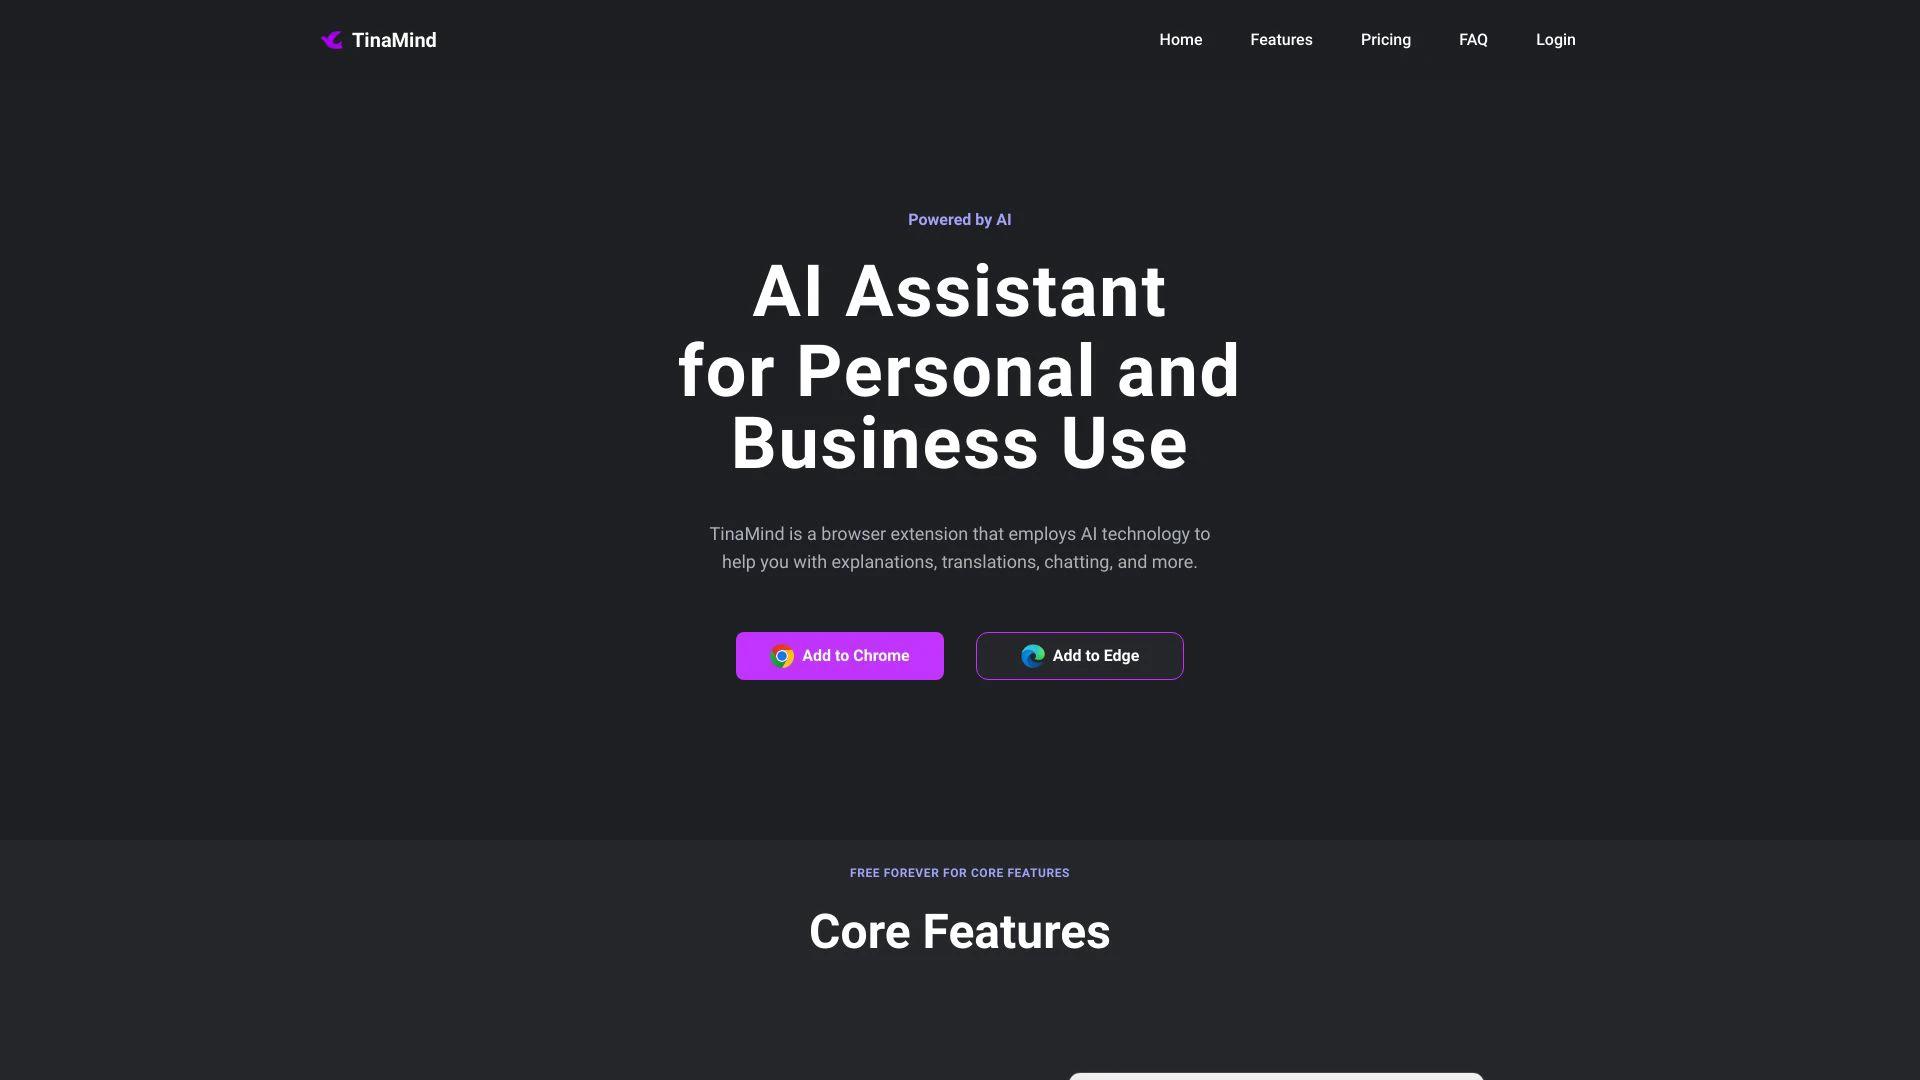 TinaMind
Home
Features
Pricing
FAQ
Login
Powered by AI
AI Assistant
for Personal and
Business Use
TinaMind is a browser extension that employs AI technology to
help you with explanations, translations, chatting, and more.
Add to Chrome
Add to Edge
FREE FOREVER FOR CORE FEATURES
Core Features